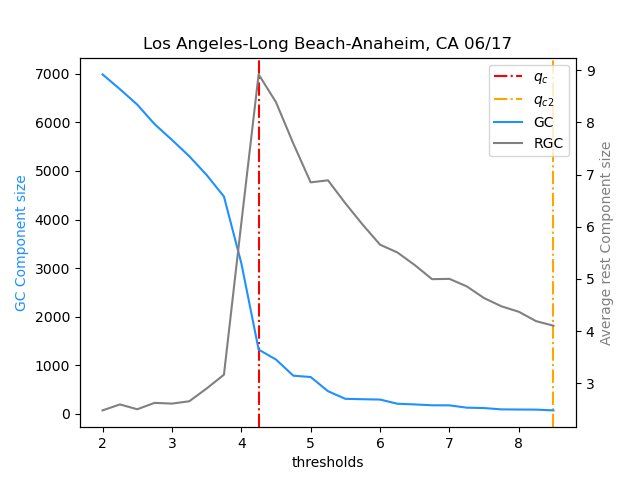 Los Angeles-Long Beach-Anaheim, CA 06/17
7000
6000
5000
4000
3000
2000
1000
0
GC Component size
2
3
4
5
6
7
8
thresholds
9
8
7
6
5
4
3
Average rest Component size
q_c
q_c2
GC
RGC